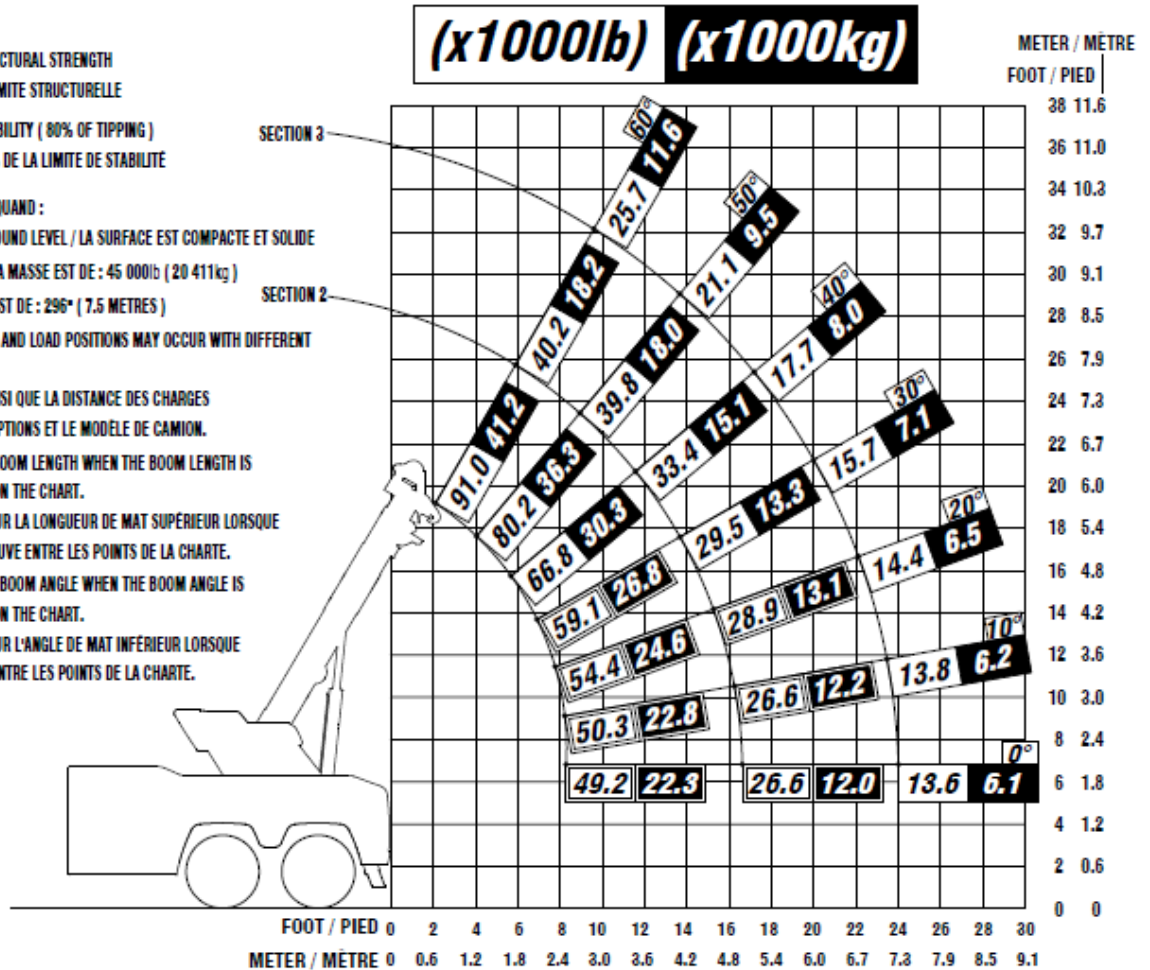 (x1000lb) (x1000kg)
METER / MÈTRE
FOOT / PIED
CTURAL STRENGTH
MITE STRUCTURELLE
BILITY ( 80% OF TIPPING )
DE LA LIMITE DE STABILITÉ
QUAND :
OUND LEVEL / LA SURFACE EST COMPACTE ET SOLIDE
A MASSE EST DE : 45 000lb ( 20 411kg )
ST DE : 296" ( 7.5 METRES )
AND LOAD POSITIONS MAY OCCUR WITH DIFFERENT
SI QUE LA DISTANCE DES CHARGES
PTIONS ET LE MODÈLE DE CAMION.
OOM LENGTH WHEN THE BOOM LENGTH IS
N THE CHART.
UR LA LONGUEUR DE MAT SUPÉRIEUR LORSQUE
UVE ENTRE LES POINTS DE LA CHARTE.
BOOM ANGLE WHEN THE BOOM ANGLE IS
N THE CHART.
UR L'ANGLE DE MAT INFÉRIEUR LORSQUE
NTRE LES POINTS DE LA CHARTE.
SECTION 3
SECTION 2
60°
25.7 11.6
40.2 18.2
91.0 41.2
50°
21.1 9.5
39.8 18.0
80.2 36.3
40°
17.7 8.0
33.4 15.1
66.8 30.3
30°
15.7 7.1
29.5 13.3
59.1 26.8
20°
14.4 6.5
28.9 13.1
54.4 24.6
10°
13.8 6.2
26.6 12.2
50.3 22.8
0°
49.2 22.3 26.6 12.0 13.6 6.1
38 11.6
36 11.0
34 10.3
32 9.7
30 9.1
28 8.5
26 7.9
24 7.3
22 6.7
20 6.0
18 5.4
16 4.8
14 4.2
12 3.6
10 3.0
8 2.4
6 1.8
4 1.2
2 0.6
0 0
FOOT / PIED 0 2 4 6 8 10 12 14 16 18 20 22 24 26 28 30
METER / MÈTRE 0 0.6 1.2 1.8 2.4 3.0 3.6 4.2 4.8 5.4 6.0 6.7 7.3 7.9 8.5 9.1